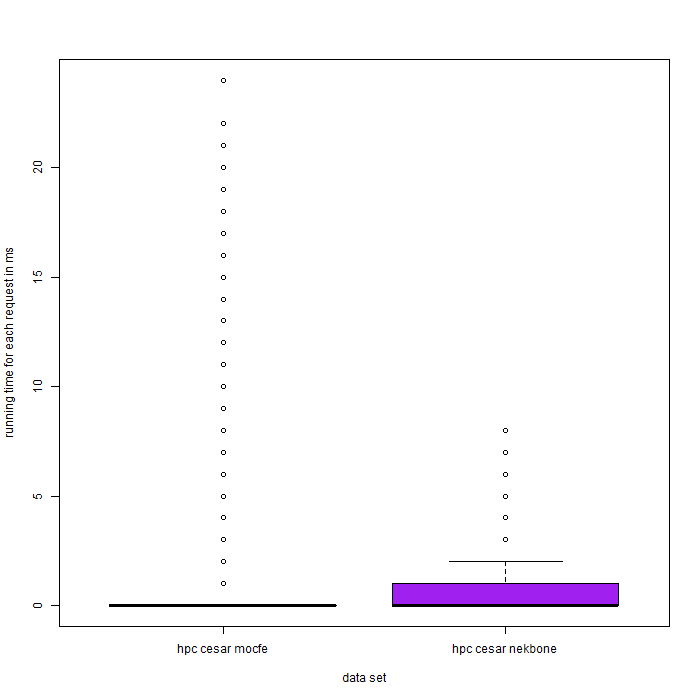 running time for each request in ms
20
15
10
5
0
hpc cesar mocfe
hpc cesar nekbone
data set